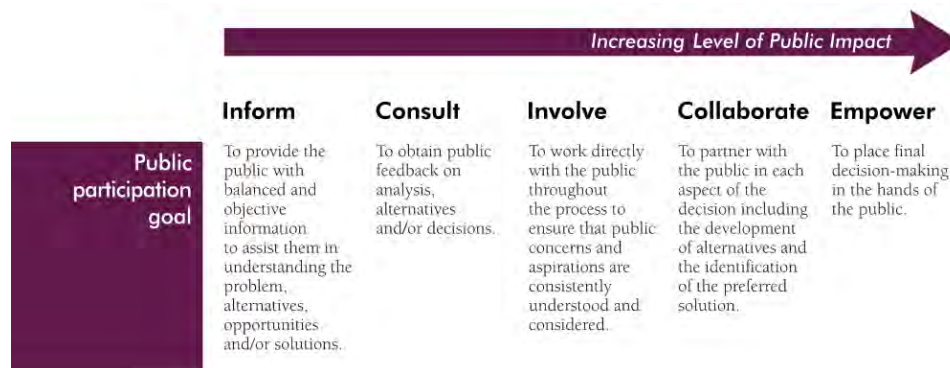 Increasing Level of Public Impact
Inform
Consult
Involve
Collaborate
Empower
Public
participation
goal
To provide the
public with
balanced and
objective
information
to assist them in
understanding the
problem,
alternatives,
opportunities
and/or solutions.
To obtain public
feedback on
analysis,
alternatives
and/or decisions.
To work directly
with the public
throughout
the process to
ensure that public
concerns and
aspirations are
consistently
understood and
considered.
To partner with
the public in each
aspect of the
decision including
the development
of alternatives and
the identification
of the preferred
solution.
To place final
decision-making
in the hands of
the public.